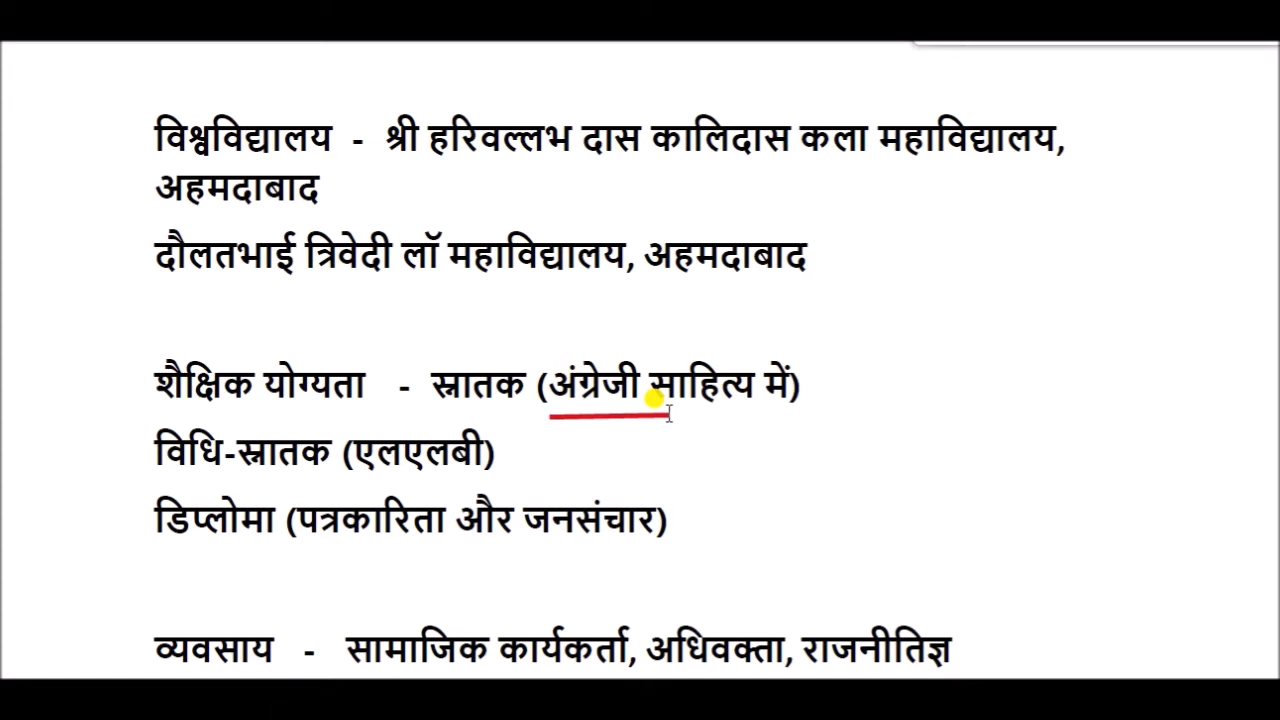 विश्वविद्यालय - श्री हरिवल्लभ दास कालिदास कला महाविद्यालय,
अहमदाबाद
दौलतभाई त्रिवेदी लॉ महाविद्यालय, अहमदाबाद
शैक्षिक योग्यता - स्नातक (अंग्रेजी साहित्य में)
विधि-स्नातक (एलएलबी)
डिप्लोमा (पत्रकारिता और जनसंचार)
व्यवसाय - सामाजिक कार्यकर्ता, अधिवक्ता, राजनीतिज्ञ